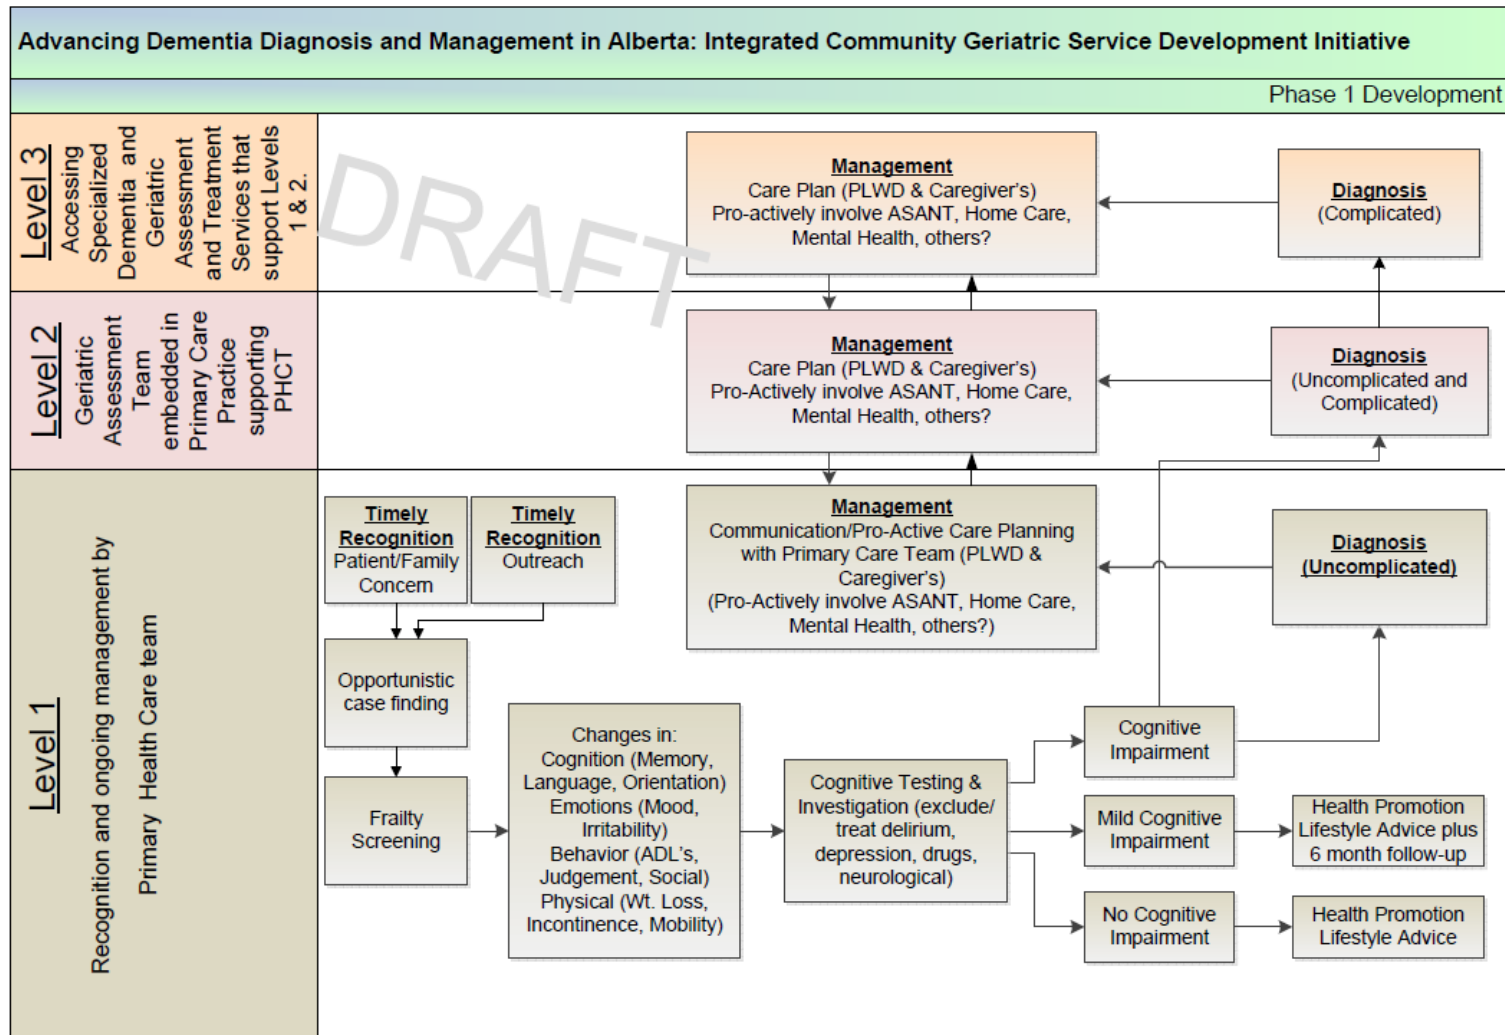 Advancing Dementia Diagnosis and Management in Alberta: Integrated Community Geriatric Service Development Initiative
Phase 1 Development
Level 3
Accessing
Specialized
Dementia and
Geriatric
Assessment
and Treatment
Services that
support Levels
1 & 2.
DRAFT
Management
Care Plan (PLWD & Caregiver's)
Pro-actively involve ASANT, Home Care,
Mental Health, others?
Diagnosis
(Complicated)
Level 2
Geriatric
Assessment
Team
embedded in
Primary Care
Practice
supporting
PHCT
Management
Care Plan (PLWD & Caregiver's)
Pro-Actively involve ASANT, Home Care,
Mental Health, others?
Diagnosis
(Uncomplicated and
Complicated)
Level 1
Recognition and ongoing management by
Primary Health Care team
Timely
Recognition
Patient/Family
Concern
Timely
Recognition
Outreach
Management
Communication/Pro-Active Care Planning
with Primary Care Team (PLWD &
Caregiver's)
(Pro-Actively involve ASANT, Home Care,
Mental Health, others?)
Diagnosis
(Uncomplicated)
Opportunistic
case finding
Frailty
Screening
Changes in:
Cognition (Memory,
Language, Orientation)
Emotions (Mood,
Irritability)
Behavior (ADL's,
Judgement, Social)
Physical (Wt. Loss,
Incontinence, Mobility)
Cognitive Testing &
Investigation (exclude/
treat delirium,
depression, drugs,
neurological)
Cognitive
Impairment
Mild Cognitive
Impairment
Health Promotion
Lifestyle Advice plus
6 month follow-up
No Cognitive
Impairment
Health Promotion
Lifestyle Advice